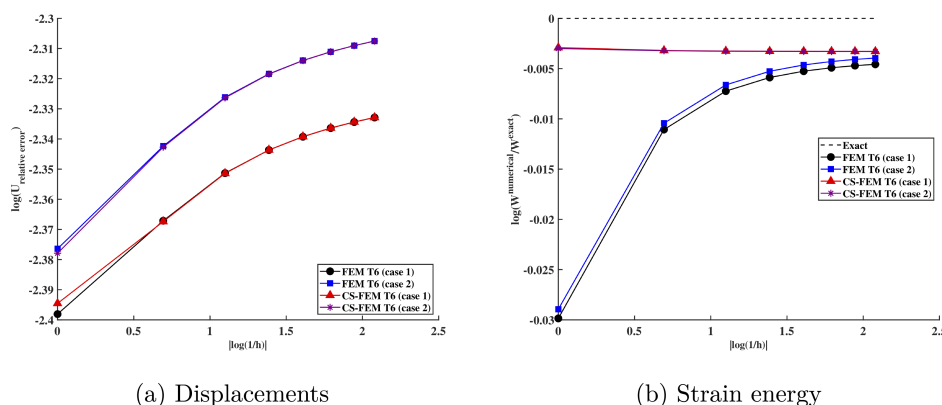 -2.3
-2.31
-2.32
-2.33
-2.34
-2.35
-2.36
-2.37
-2.38
-2.39
-2.4
log(U_relative error)
0 0.5 1 1.5 2 2.5
|log(1/h)|
FEM T6 (case 1)
FEM T6 (case 2)
CS-FEM T6 (case 1)
CS-FEM T6 (case 2)
(a) Displacements
0
-0.005
-0.01
-0.015
-0.02
-0.025
-0.03
log(W^numerical/W^exact)
0 0.5 1 1.5 2 2.5
|log(1/h)|
Exact
FEM T6 (case 1)
FEM T6 (case 2)
CS-FEM T6 (case 1)
CS-FEM T6 (case 2)
(b) Strain energy